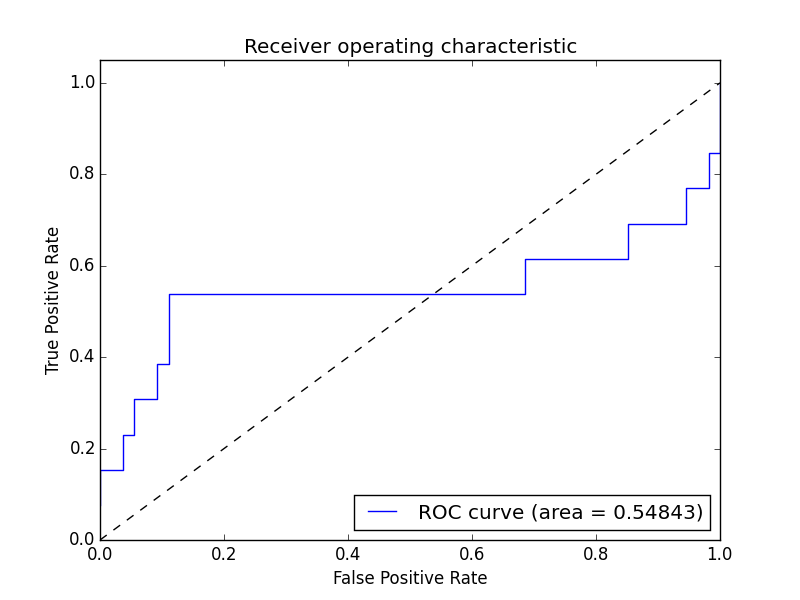 Receiver operating characteristic
True Positive Rate
1.0
0.8
0.6
0.4
0.2
0.0
ROC curve (area = 0.54843)
0.0 0.2 0.4 0.6 0.8 1.0
False Positive Rate